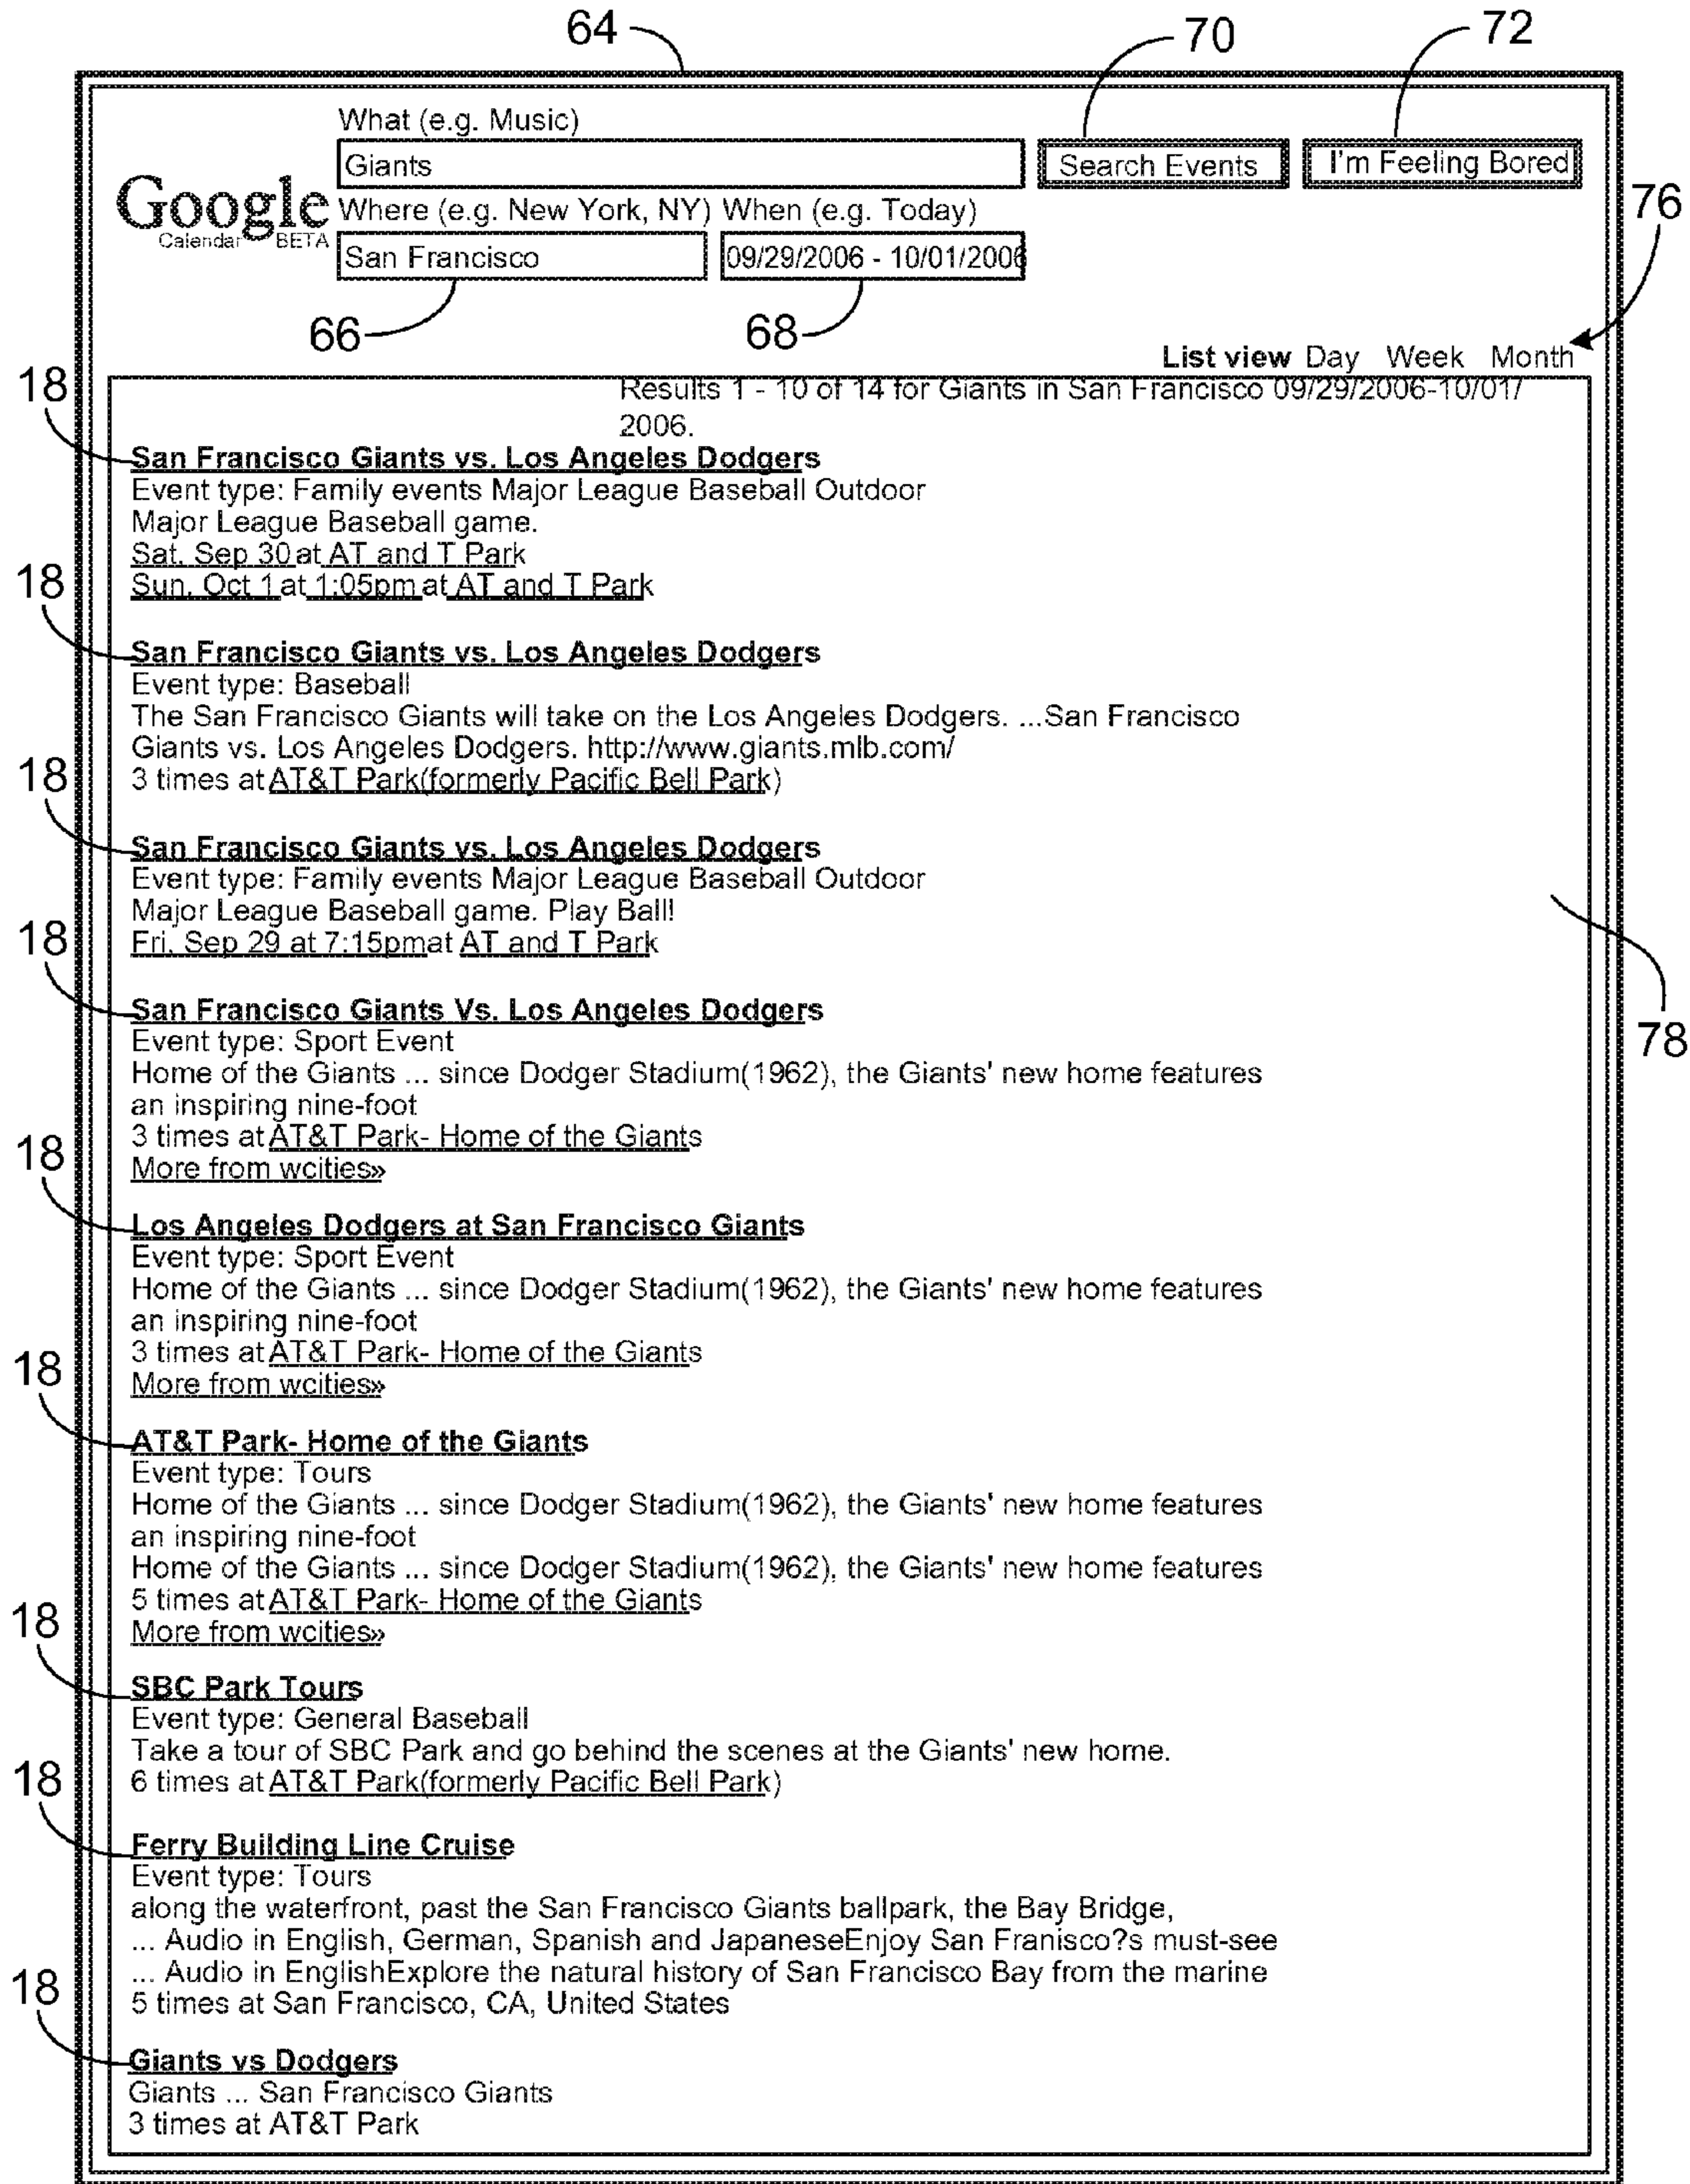 64
70
72
What (e.g. Music)
Giants
Search Events
I'm Feeling Bored
Google
Calendar BETA
Where (e.g. New York, NY) When (e.g. Today)
76
San Francisco
09/29/2006 - 10/01/2006
66
68
List view Day Week Month
18
Results 1 - 10 of 14 for Giants in San Francisco 09/29/2006-10/01/
2006.
San Francisco Giants vs. Los Angeles Dodgers
Event type: Family events Major League Baseball Outdoor
Major League Baseball game.
Sat. Sep 30 at AT and T Park
18
Sun. Oct 1 at 1:05pm at AT and T Park
San Francisco Giants vs. Los Angeles Dodgers
Event type: Baseball
The San Francisco Giants will take on the Los Angeles Dodgers. ...San Francisco
Giants vs. Los Angeles Dodgers. http://www.giants.mlb.com/
18
3 times at AT&T Park(formerly Pacific Bell Park)
San Francisco Giants vs. Los Angeles Dodgers
Event type: Family events Major League Baseball Outdoor
Major League Baseball game. Play Ball!
18
Fri. Sep 29 at 7:15pmat AT and T Park
San Francisco Giants Vs. Los Angeles Dodgers
78
Event type: Sport Event
Home of the Giants ... since Dodger Stadium(1962), the Giants' new home features
an inspiring nine-foot
3 times at AT&T Park- Home of the Giants
18
More from wcities»
Los Angeles Dodgers at San Francisco Giants
Event type: Sport Event
Home of the Giants ... since Dodger Stadium(1962), the Giants' new home features
an inspiring nine-foot
3 times at AT&T Park- Home of the Giants
18
More from wcities»
AT&T Park- Home of the Giants
Event type: Tours
Home of the Giants ... since Dodger Stadium(1962), the Giants' new home features
an inspiring nine-foot
Home of the Giants ... since Dodger Stadium(1962), the Giants' new home features
5 times at AT&T Park- Home of the Giants
18
More from wcities»
SBC Park Tours
Event type: General Baseball
Take a tour of SBC Park and go behind the scenes at the Giants' new home.
18
6 times at AT&T Park(formerly Pacific Bell Park)
Ferry Building Line Cruise
Event type: Tours
along the waterfront, past the San Francisco Giants ballpark, the Bay Bridge,
... Audio in English, German, Spanish and JapaneseEnjoy San Franisco?s must-see
... Audio in EnglishExplore the natural history of San Francisco Bay from the marine
18
5 times at San Francisco, CA, United States
Giants vs Dodgers
Giants ... San Francisco Giants
3 times at AT&T Park